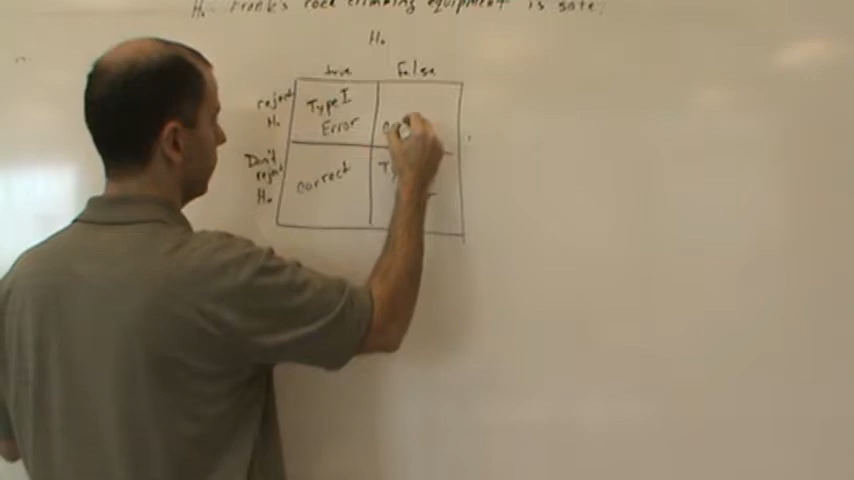 H₀: Frank's rock climbing equipment is safe.
H₀
true False
reject
H₀
Type I
Error
Don't
reject
H₀
correct